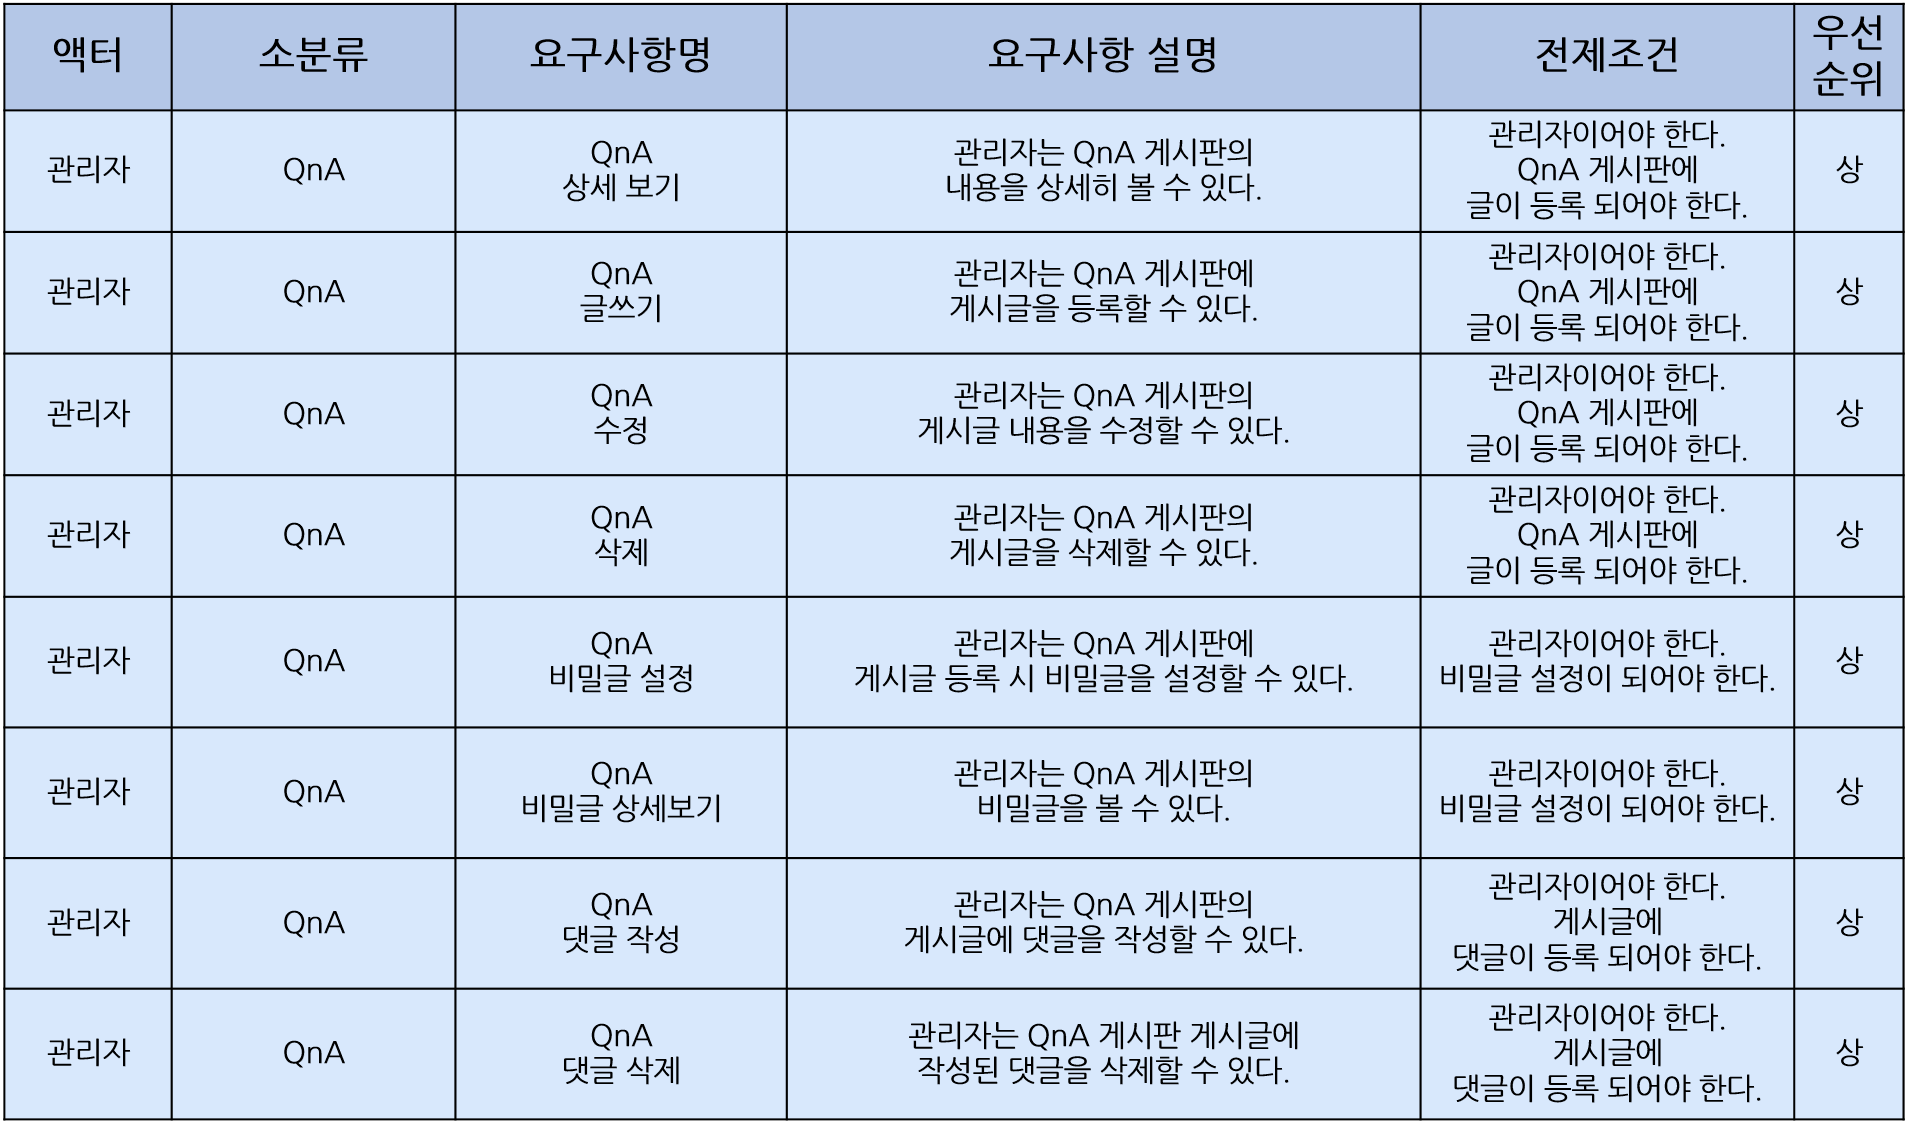 액터
소분류
요구사항명
요구사항 설명
전제조건
우선
순위
관리자
QnA
QnA
상세 보기
관리자는 QnA 게시판의
내용을 상세히 볼 수 있다.
관리자이어야 한다.
QnA 게시판에
글이 등록 되어야 한다.
상
관리자
QnA
QnA
글쓰기
관리자는 QnA 게시판에
게시글을 등록할 수 있다.
관리자이어야 한다.
QnA 게시판에
글이 등록 되어야 한다.
상
관리자
QnA
QnA
수정
관리자는 QnA 게시판의
게시글 내용을 수정할 수 있다.
관리자이어야 한다.
QnA 게시판에
글이 등록 되어야 한다.
상
관리자
QnA
QnA
삭제
관리자는 QnA 게시판의
게시글을 삭제할 수 있다.
관리자이어야 한다.
QnA 게시판에
글이 등록 되어야 한다.
상
관리자
QnA
QnA
비밀글 설정
관리자는 QnA 게시판에
게시글 등록 시 비밀글을 설정할 수 있다.
관리자이어야 한다.
비밀글 설정이 되어야 한다.
상
관리자
QnA
QnA
비밀글 상세보기
관리자는 QnA 게시판의
비밀글을 볼 수 있다.
관리자이어야 한다.
비밀글 설정이 되어야 한다.
상
관리자
QnA
QnA
댓글 작성
관리자는 QnA 게시판의
게시글에 댓글을 작성할 수 있다.
관리자이어야 한다.
게시글에
댓글이 등록 되어야 한다.
상
관리자
QnA
QnA
댓글 삭제
관리자는 QnA 게시판 게시글에
작성된 댓글을 삭제할 수 있다.
관리자이어야 한다.
게시글에
댓글이 등록 되어야 한다.
상